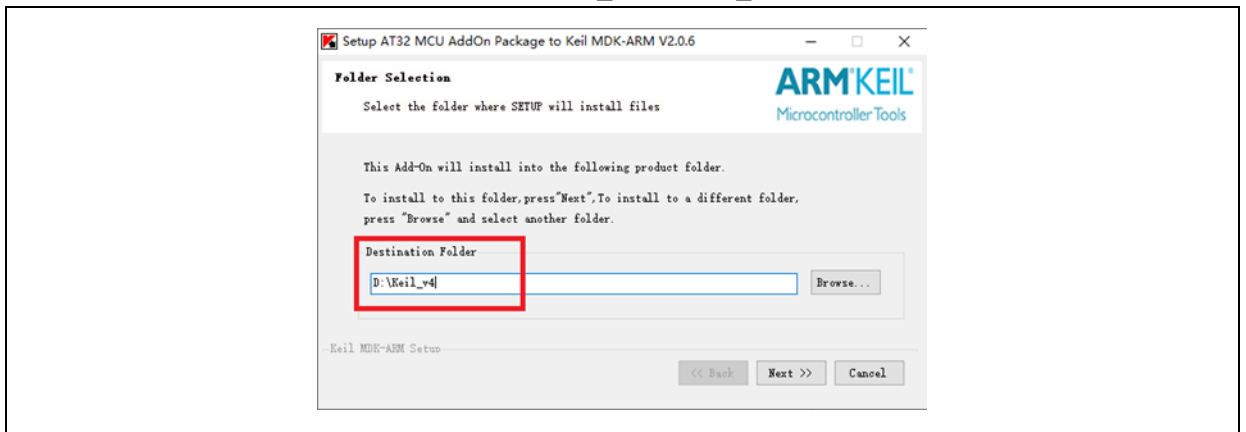 Setup AT32 MCU AddOn Package to Keil MDK-ARM V2.0.6
Folder Selection
Select the folder where SETUP will install files
ARM KEIL
Microcontroller Tools
This Add-On will install into the following product folder.
To install to this folder,press"Next",To install to a different folder,
press "Browse" and select another folder.
Destination Folder
D:\Keil_v4
Browse...
Keil MDK-ARM Setup
<< Back
Next >>
Cancel